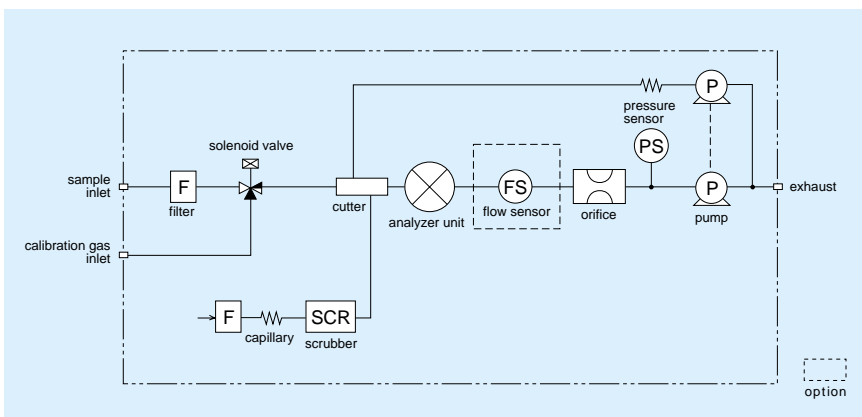 P
pressure
sensor
solenoid valve
PS
sample
inlet
F
filter
cutter
analyzer unit
FS
flow sensor
orifice
P
pump
exhaust
calibration gas
inlet
F
capillary
SCR
scrubber
option